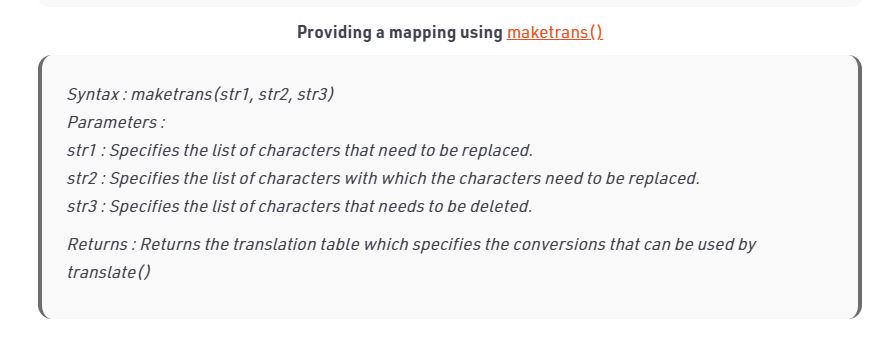 Providing a mapping using maketrans()
Syntax : maketrans(str1, str2, str3)
Parameters :
str1 : Specifies the list of characters that need to be replaced.
str2 : Specifies the list of characters with which the characters need to be replaced.
str3 : Specifies the list of characters that needs to be deleted.
Returns : Returns the translation table which specifies the conversions that can be used by
translate()